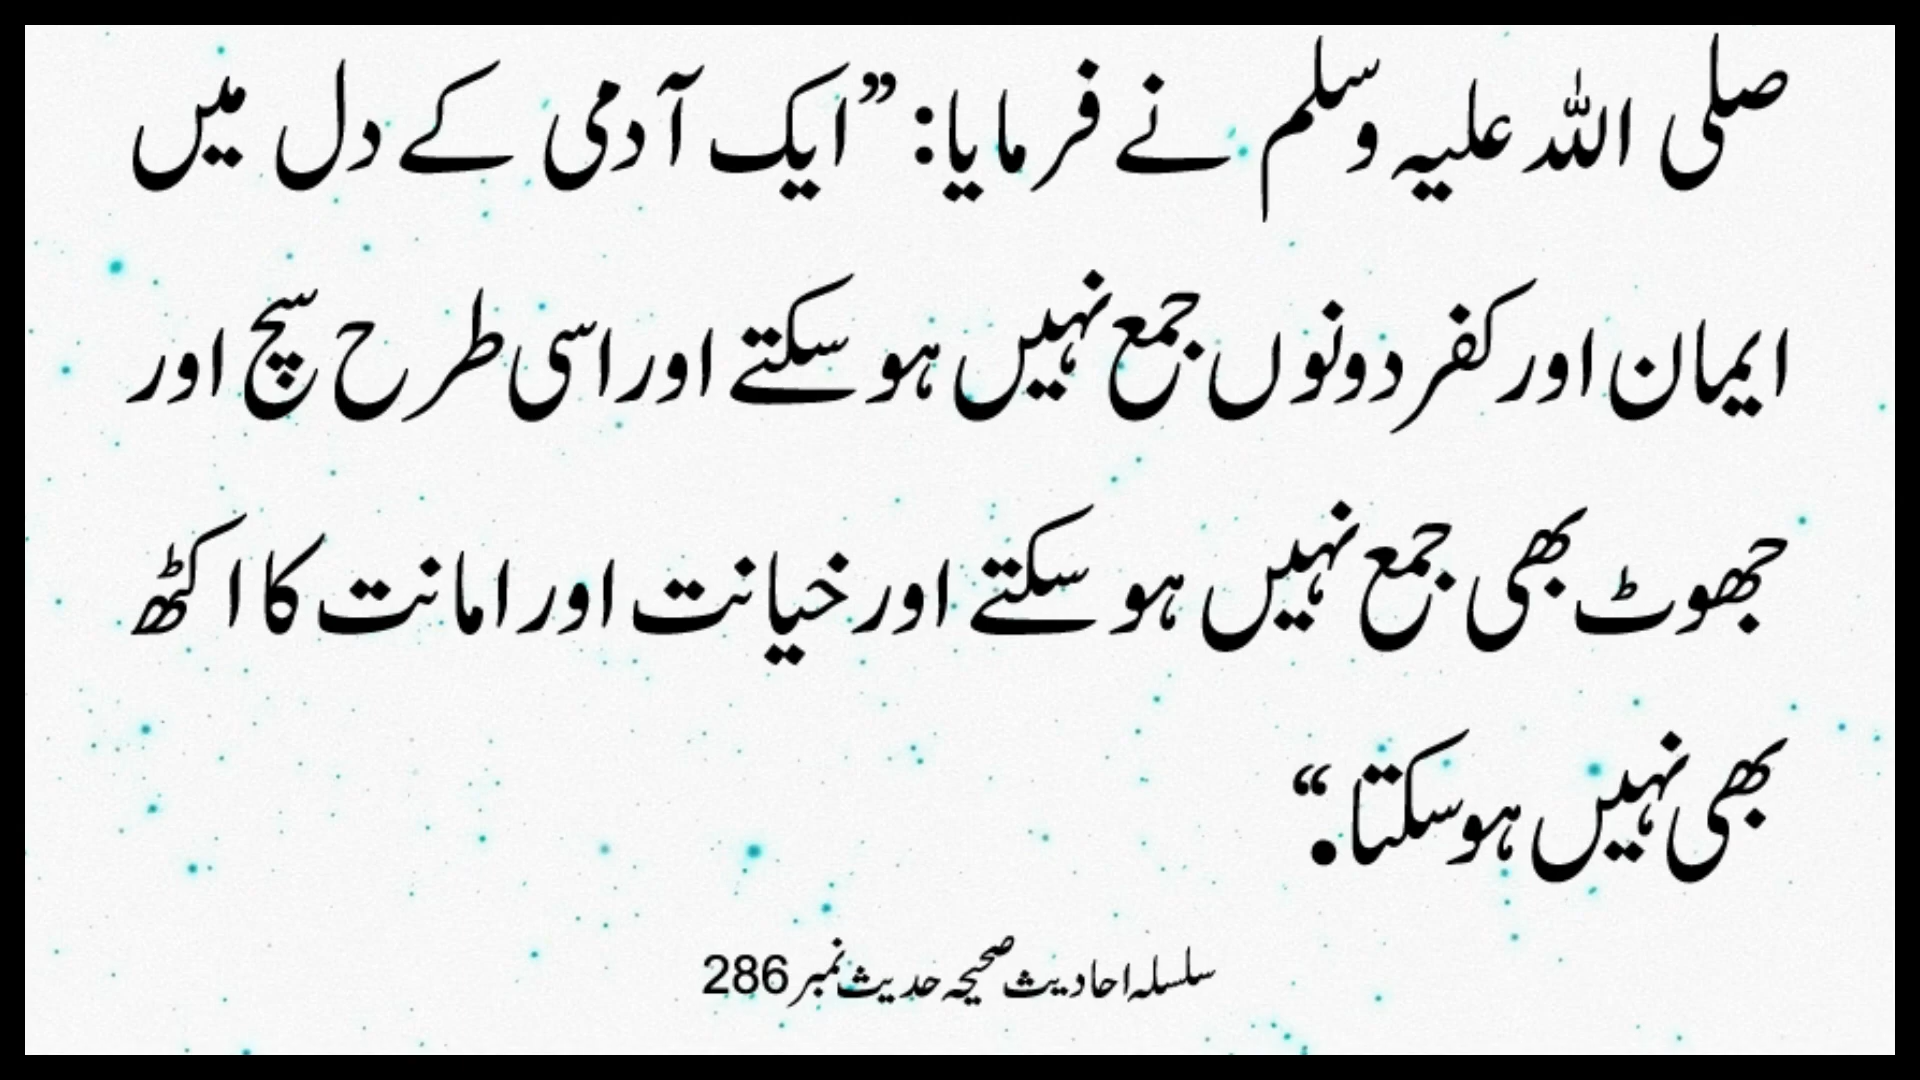 صلی اللہ علیہ وسلم نے فرمایا: ”ایک آدمی کے دل میں
ایمان اور کفر دونوں جمع نہیں ہو سکتے اور اسی طرح سچ اور
جھوٹ بھی جمع نہیں ہو سکتے اور خیانت اور امانت کا اکٹھ
بھی نہیں ہو سکتا.“
سلسلہ احادیث صحیحہ حدیث نمبر 286